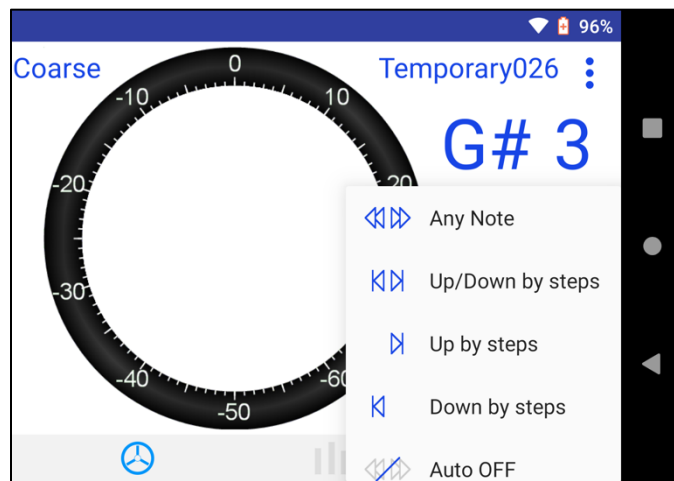 96%
Coarse
Temporary026
G# 3
0
-10
10
-20
20
-30
-40
-60
-50
Any Note
Up/Down by steps
Up by steps
Down by steps
Auto OFF